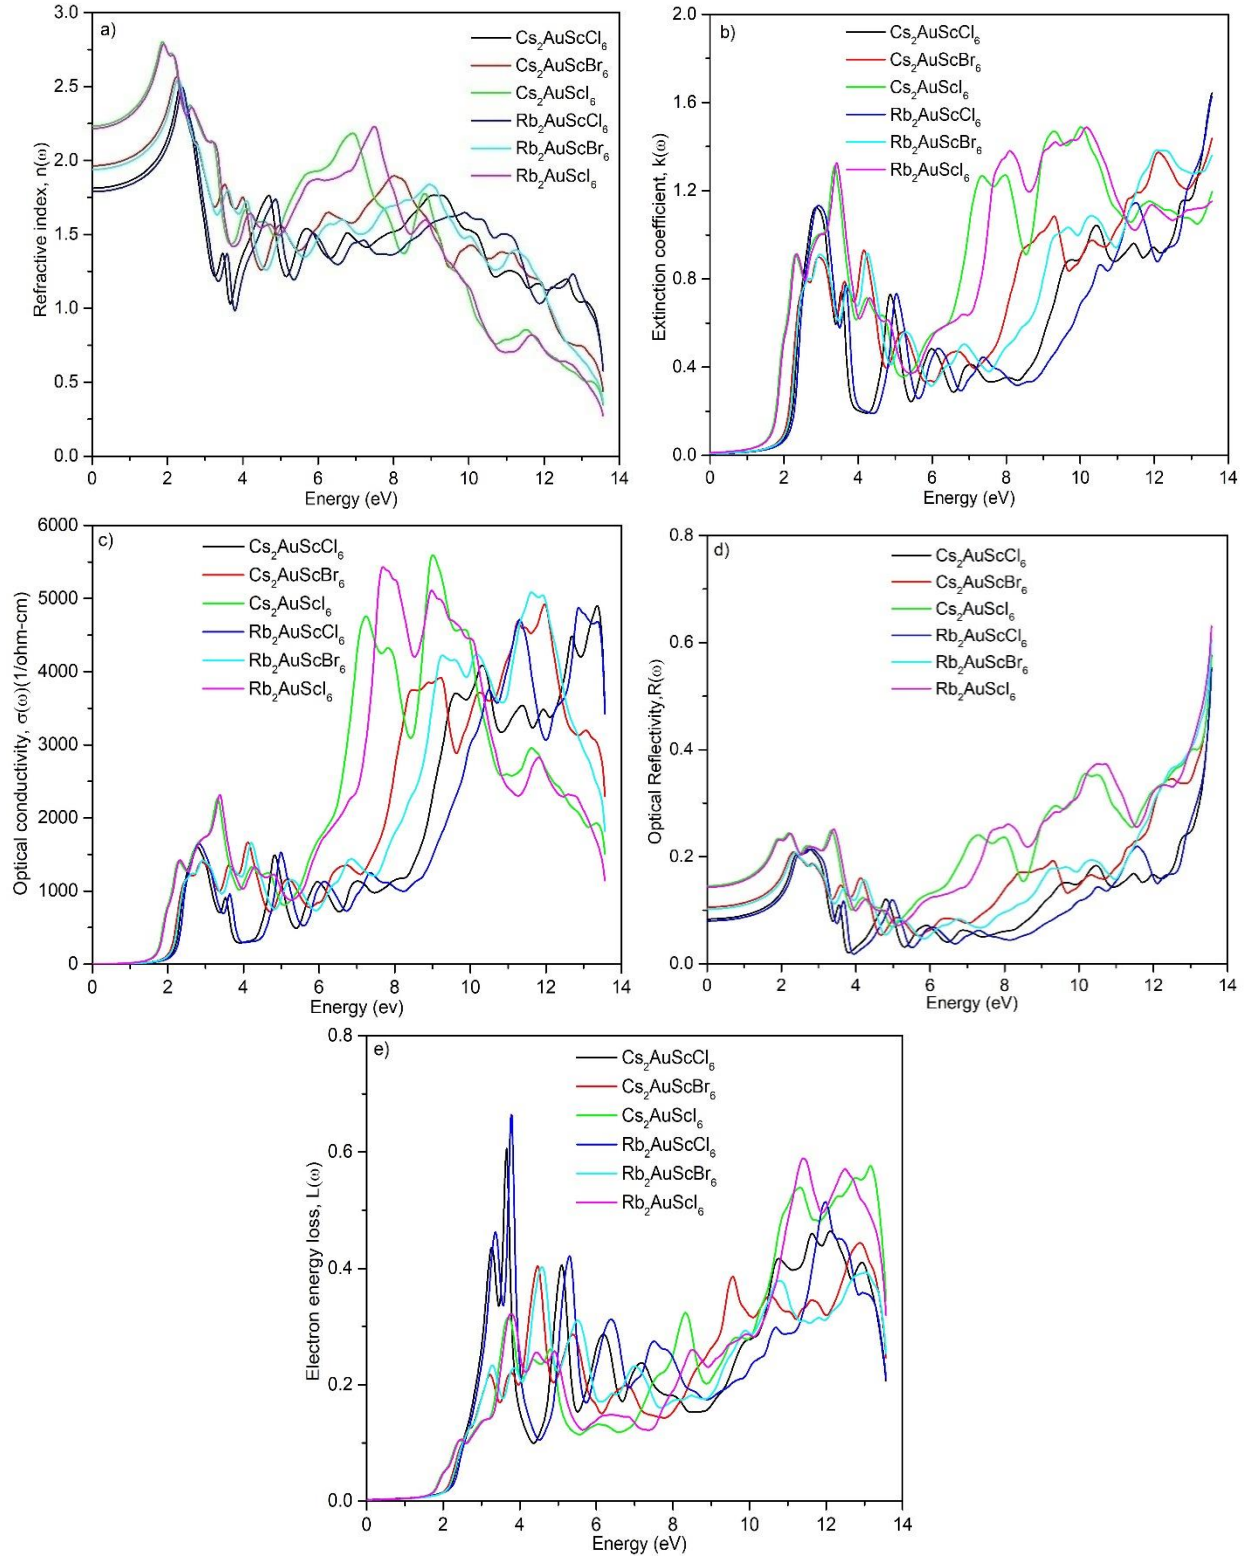 a)
Refractive index, n(ω)
3.0
2.5
2.0
1.5
1.0
0.5
0.0
Cs₂AuScCl₆
Cs₂AuScBr₆
Cs₂AuScI₆
Rb₂AuScCl₆
Rb₂AuScBr₆
Rb₂AuScI₆
0 2 4 6 8 10 12 14
Energy (eV)
b)
Extinction coefficient, k(ω)
2.0
1.6
1.2
0.8
0.4
0.0
Cs₂AuScCl₆
Cs₂AuScBr₆
Cs₂AuScI₆
Rb₂AuScCl₆
Rb₂AuScBr₆
Rb₂AuScI₆
0 2 4 6 8 10 12 14
Energy (eV)
c)
Optical conductivity, σ(ω)(1/ohm-cm)
6000
5000
4000
3000
2000
1000
0
Cs₂AuScCl₆
Cs₂AuScBr₆
Cs₂AuScI₆
Rb₂AuScCl₆
Rb₂AuScBr₆
Rb₂AuScI₆
0 2 4 6 8 10 12 14
Energy (ev)
d)
Optical Reflectivity,R(ω)
0.8
0.6
0.4
0.2
0.0
Cs₂AuScCl₆
Cs₂AuScBr₆
Cs₂AuScI₆
Rb₂AuScCl₆
Rb₂AuScBr₆
Rb₂AuScI₆
0 2 4 6 8 10 12 14
Energy (eV)
e)
Electron energy loss, L(ω)
0.8
0.6
0.4
0.2
0.0
Cs₂AuScCl₆
Cs₂AuScBr₆
Cs₂AuScI₆
Rb₂AuScCl₆
Rb₂AuScBr₆
Rb₂AuScI₆
0 2 4 6 8 10 12 14
Energy (eV)